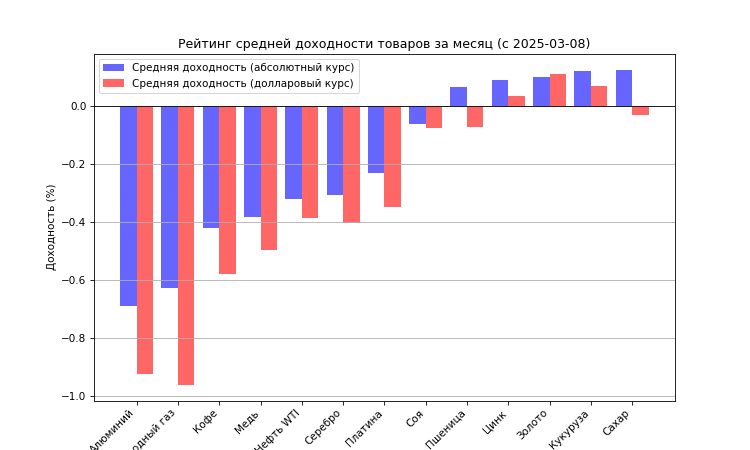 Рейтинг средней доходности товаров за месяц (с 2025-03-08)
Средняя доходность (абсолютный курс)
Средняя доходность (долларовый курс)
Доходность (%)
0.0
−0.2
−0.4
−0.6
−0.8
−1.0
Алюминий
одный газ
Кофе
Медь
Нефть WTI
Серебро
Платина
Соя
Пшеница
Цинк
Золото
Кукуруза
Сахар